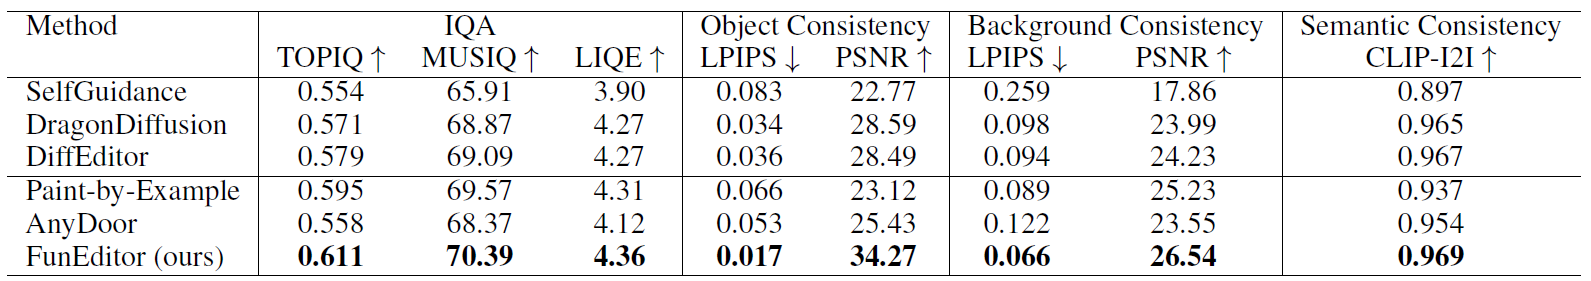 Method IQA Object Consistency Background Consistency Semantic Consistency
TOPIQ ↑ MUSIQ ↑ LIQE ↑ LPIPS ↓ PSNR ↑ LPIPS ↓ PSNR ↑ CLIP-I2I ↑
SelfGuidance 0.554 65.91 3.90 0.083 22.77 0.259 17.86 0.897
DragonDiffusion 0.571 68.87 4.27 0.034 28.59 0.098 23.99 0.965
DiffEditor 0.579 69.09 4.27 0.036 28.49 0.094 24.23 0.967
Paint-by-Example 0.595 69.57 4.31 0.066 23.12 0.089 25.23 0.937
AnyDoor 0.558 68.37 4.12 0.053 25.43 0.122 23.55 0.954
FunEditor (ours) 0.611 70.39 4.36 0.017 34.27 0.066 26.54 0.969